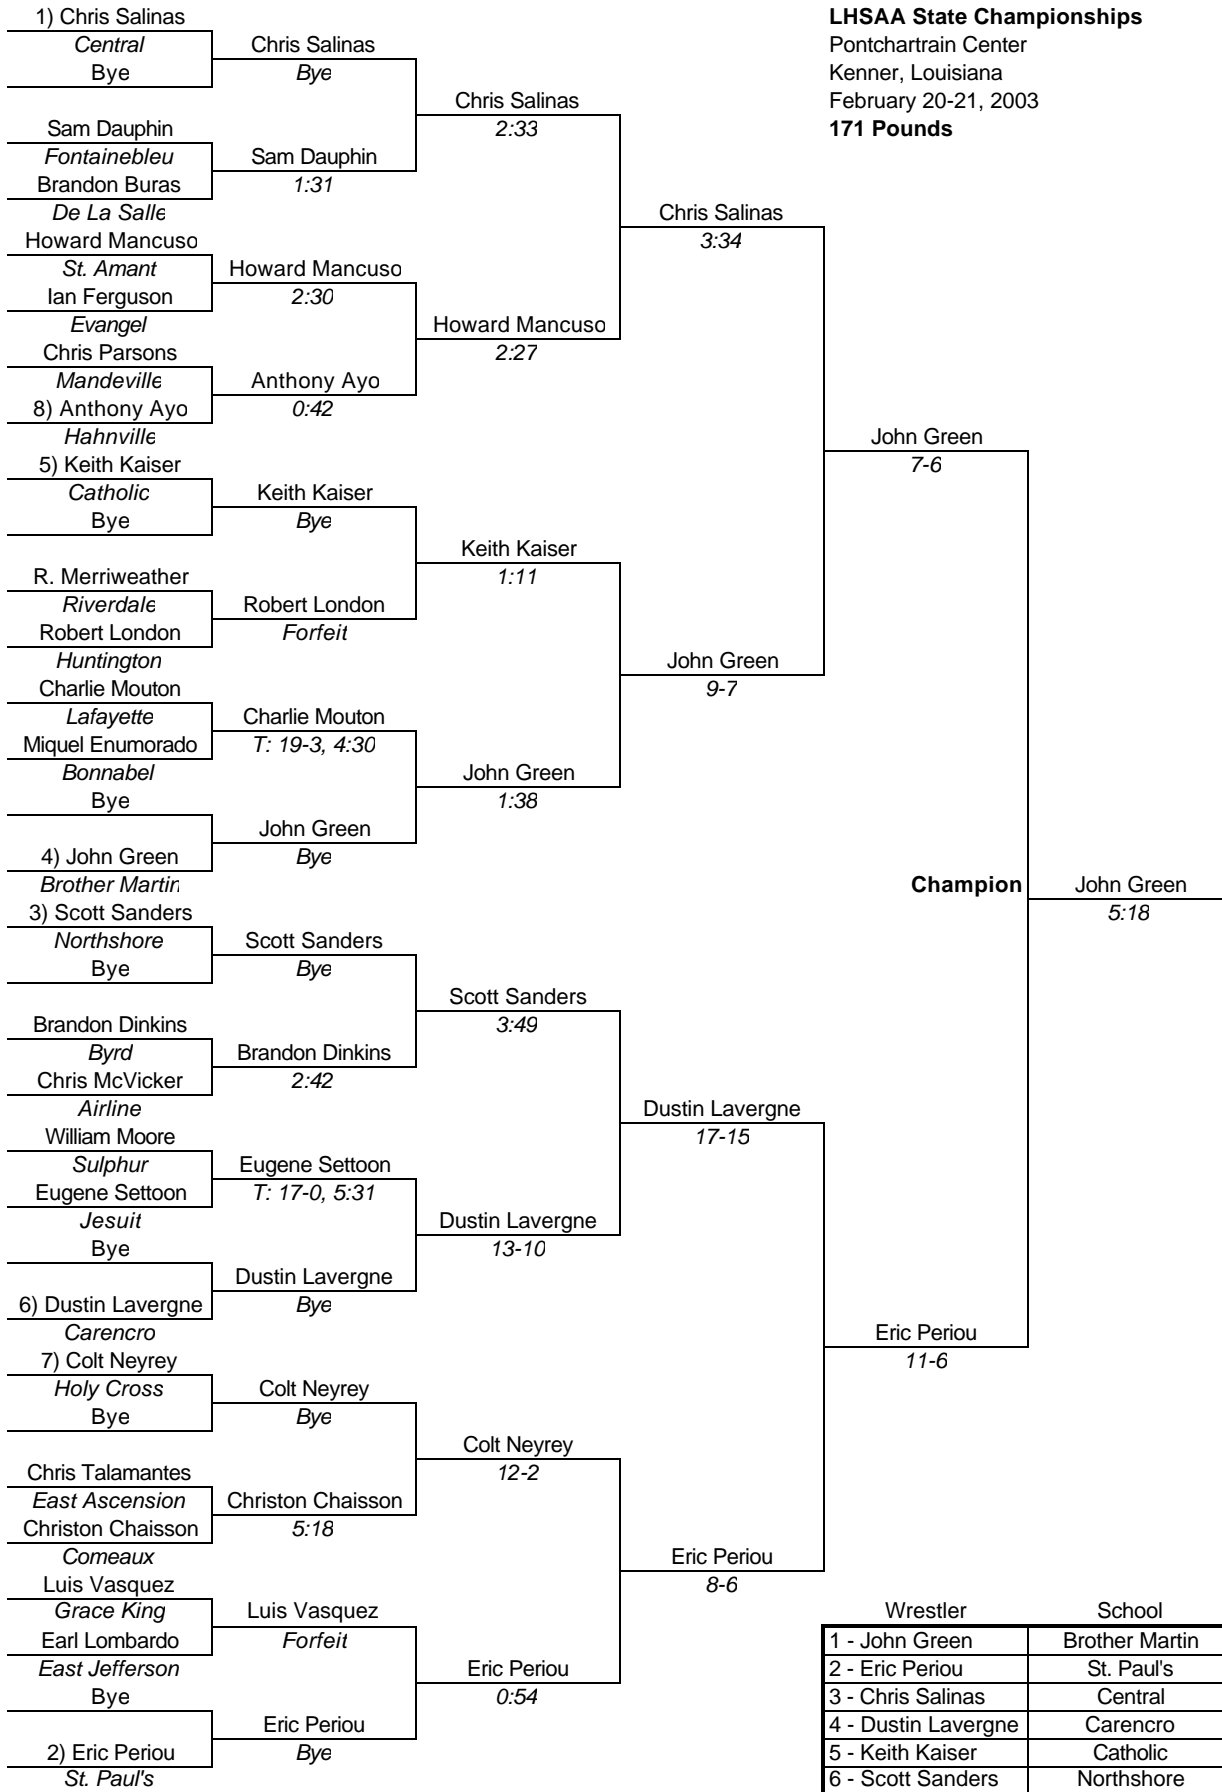 LHSAA State Championships
Pontchartrain Center
Kenner, Louisiana
February 20-21, 2003
171 Pounds
1) Chris Salinas
Central
Bye
Sam Dauphin
Fontainebleu
Brandon Buras
De La Salle
Howard Mancuso
St. Amant
Ian Ferguson
Evangel
Chris Parsons
Mandeville
8) Anthony Ayo
Hahnville
5) Keith Kaiser
Catholic
Bye
R. Merriweather
Riverdale
Robert London
Huntington
Charlie Mouton
Lafayette
Miquel Enumorado
Bonnabel
Bye
4) John Green
Brother Martin
3) Scott Sanders
Northshore
Bye
Brandon Dinkins
Byrd
Chris McVicker
Airline
William Moore
Sulphur
Eugene Settoon
Jesuit
Bye
6) Dustin Lavergne
Carencro
7) Colt Neyrey
Holy Cross
Bye
Chris Talamantes
East Ascension
Christon Chaisson
Comeaux
Luis Vasquez
Grace King
Earl Lombardo
East Jefferson
Bye
2) Eric Periou
St. Paul's
Chris Salinas
Bye
Sam Dauphin
1:31
Howard Mancuso
2:30
Anthony Ayo
0:42
Keith Kaiser
Bye
Robert London
Forfeit
Charlie Mouton
T: 19-3, 4:30
John Green
Bye
Scott Sanders
Bye
Brandon Dinkins
2:42
Eugene Settoon
T: 17-0, 5:31
Dustin Lavergne
Bye
Colt Neyrey
Bye
Christon Chaisson
5:18
Luis Vasquez
Forfeit
Eric Periou
Bye
Chris Salinas
2:33
Howard Mancuso
2:27
Keith Kaiser
1:11
John Green
1:38
Scott Sanders
3:49
Dustin Lavergne
13-10
Colt Neyrey
12-2
Eric Periou
0:54
Chris Salinas
3:34
John Green
9-7
Dustin Lavergne
17-15
Eric Periou
8-6
John Green
7-6
Eric Periou
11-6
Champion
John Green
5:18
Wrestler School
1 - John Green Brother Martin
2 - Eric Periou St. Paul's
3 - Chris Salinas Central
4 - Dustin Lavergne Carencro
5 - Keith Kaiser Catholic
6 - Scott Sanders Northshore